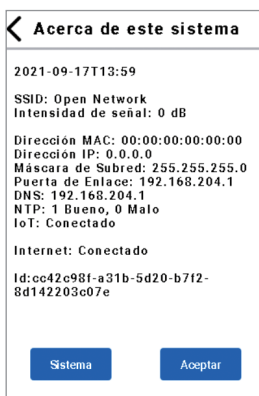 Acerca de este sistema
2021-09-17T13:59
SSID: Open Network
Intensidad de señal: 0 dB
Dirección MAC: 00:00:00:00:00:00
Dirección IP: 0.0.0.0
Máscara de Subred: 255.255.255.0
Puerta de Enlace: 192.168.204.1
DNS: 192.168.204.1
NTP: 1 Bueno, 0 Malo
IoT: Conectado
Internet: Conectado
Id:cc42c98f-a31b-5d20-b7f2-
8d142203c07e
Sistema Aceptar